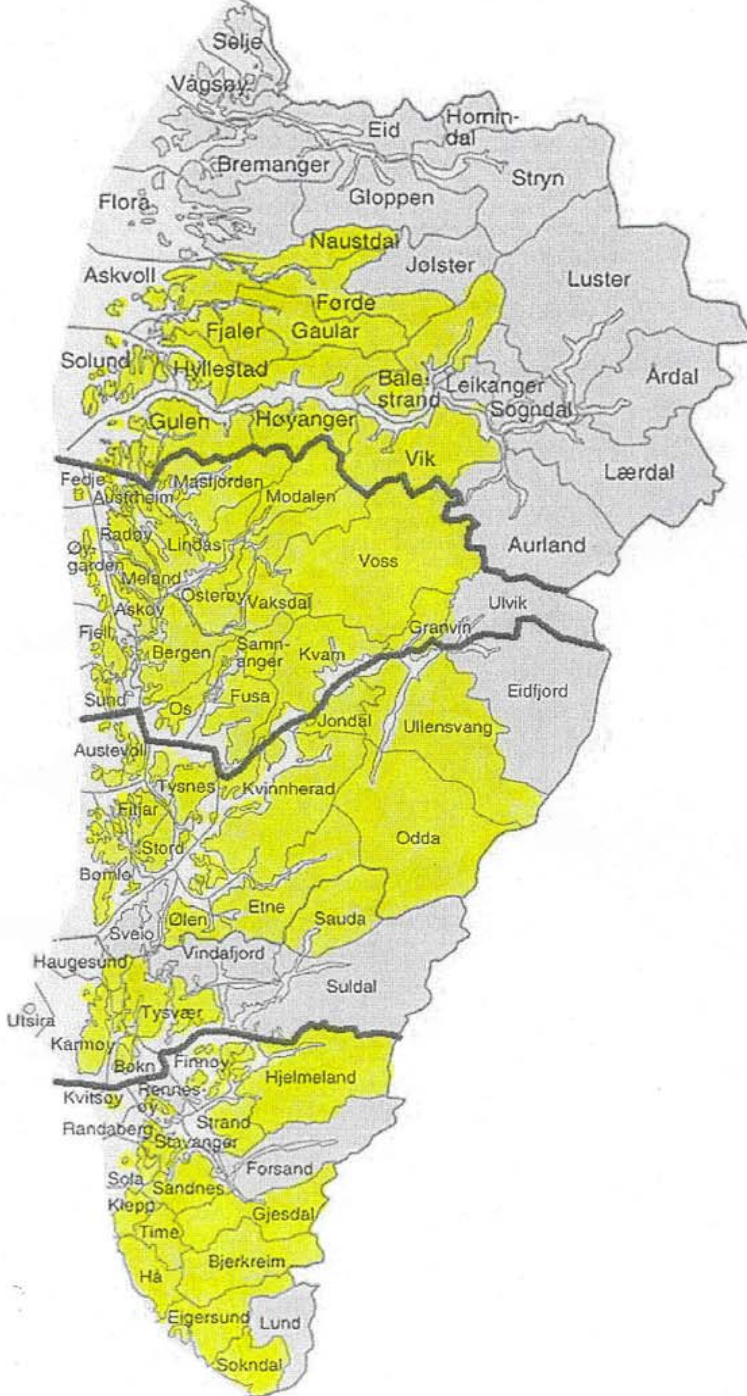 Selje
Vågsøy
Eid
Hornin-
dal
Bremanger
Stryn
Gloppen
Flora
Naustdal
Jølster
Askvoll
Luster
Førde
Fjaler
Gaular
Solund
Hyllestad
Bale-
strand
Leikanger
Årdal
Sogndal
Gulen
Høyanger
Vik
Lærdal
Fedje
Masfjorden
Austrheim
Modalen
Radøy
Lindås
Aurland
Øy-
garden
Voss
Meland
Osterøy
Vaksdal
Ulvik
Askøy
Granvin
Fjell
Bergen
Samn-
anger
Kvam
Eidfjord
Sund
Os
Fusa
Jondal
Ullensvang
Austevoll
Tysnes
Kvinnherad
Fitjar
Odda
Stord
Bømlo
Etne
Ølen
Sauda
Sveio
Vindafjord
Haugesund
Suldal
Utsira
Tysvær
Karmøy
Bokn
Finnøy
Hjelmeland
Kvitsøy
Rennes-
øy
Randaberg
Strand
Stavanger
Forsand
Sola
Sandnes
Klepp
Gjesdal
Time
Bjerkreim
Hå
Eigersund
Lund
Sokndal